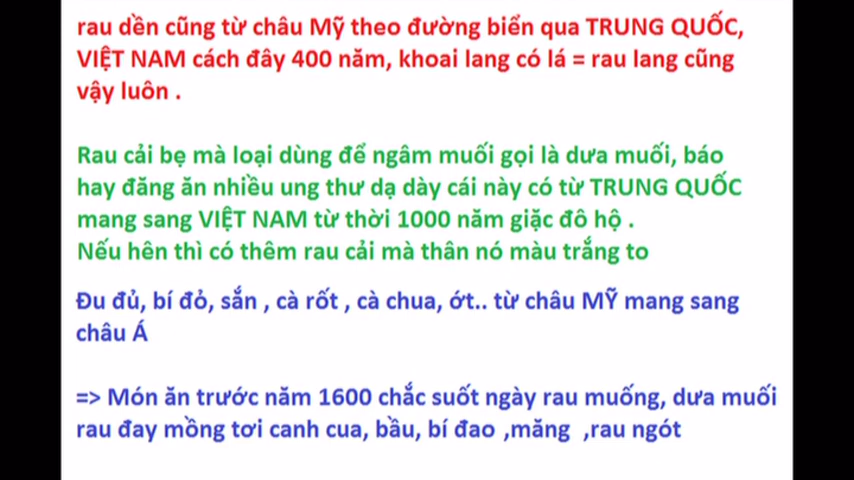 rau dền cũng từ châu Mỹ theo đường biển qua TRUNG QUỐC,
VIỆT NAM cách đây 400 năm, khoai lang có lá = rau lang cũng
vậy luôn .
Rau cải bẹ mà loại dùng để ngâm muối gọi là dưa muối, báo
hay đăng ăn nhiều ung thư dạ dày cái này có từ TRUNG QUỐC
mang sang VIỆT NAM từ thời 1000 năm giặc đô hộ .
Nếu hên thì có thêm rau cải mà thân nó màu trắng to
Đu đủ, bí đỏ, sắn , cà rốt , cà chua, ớt.. từ châu MỸ mang sang
châu Á
=> Món ăn trước năm 1600 chắc suốt ngày rau muống, dưa muối
rau đay mồng tơi canh cua, bầu, bí đao ,măng ,rau ngót